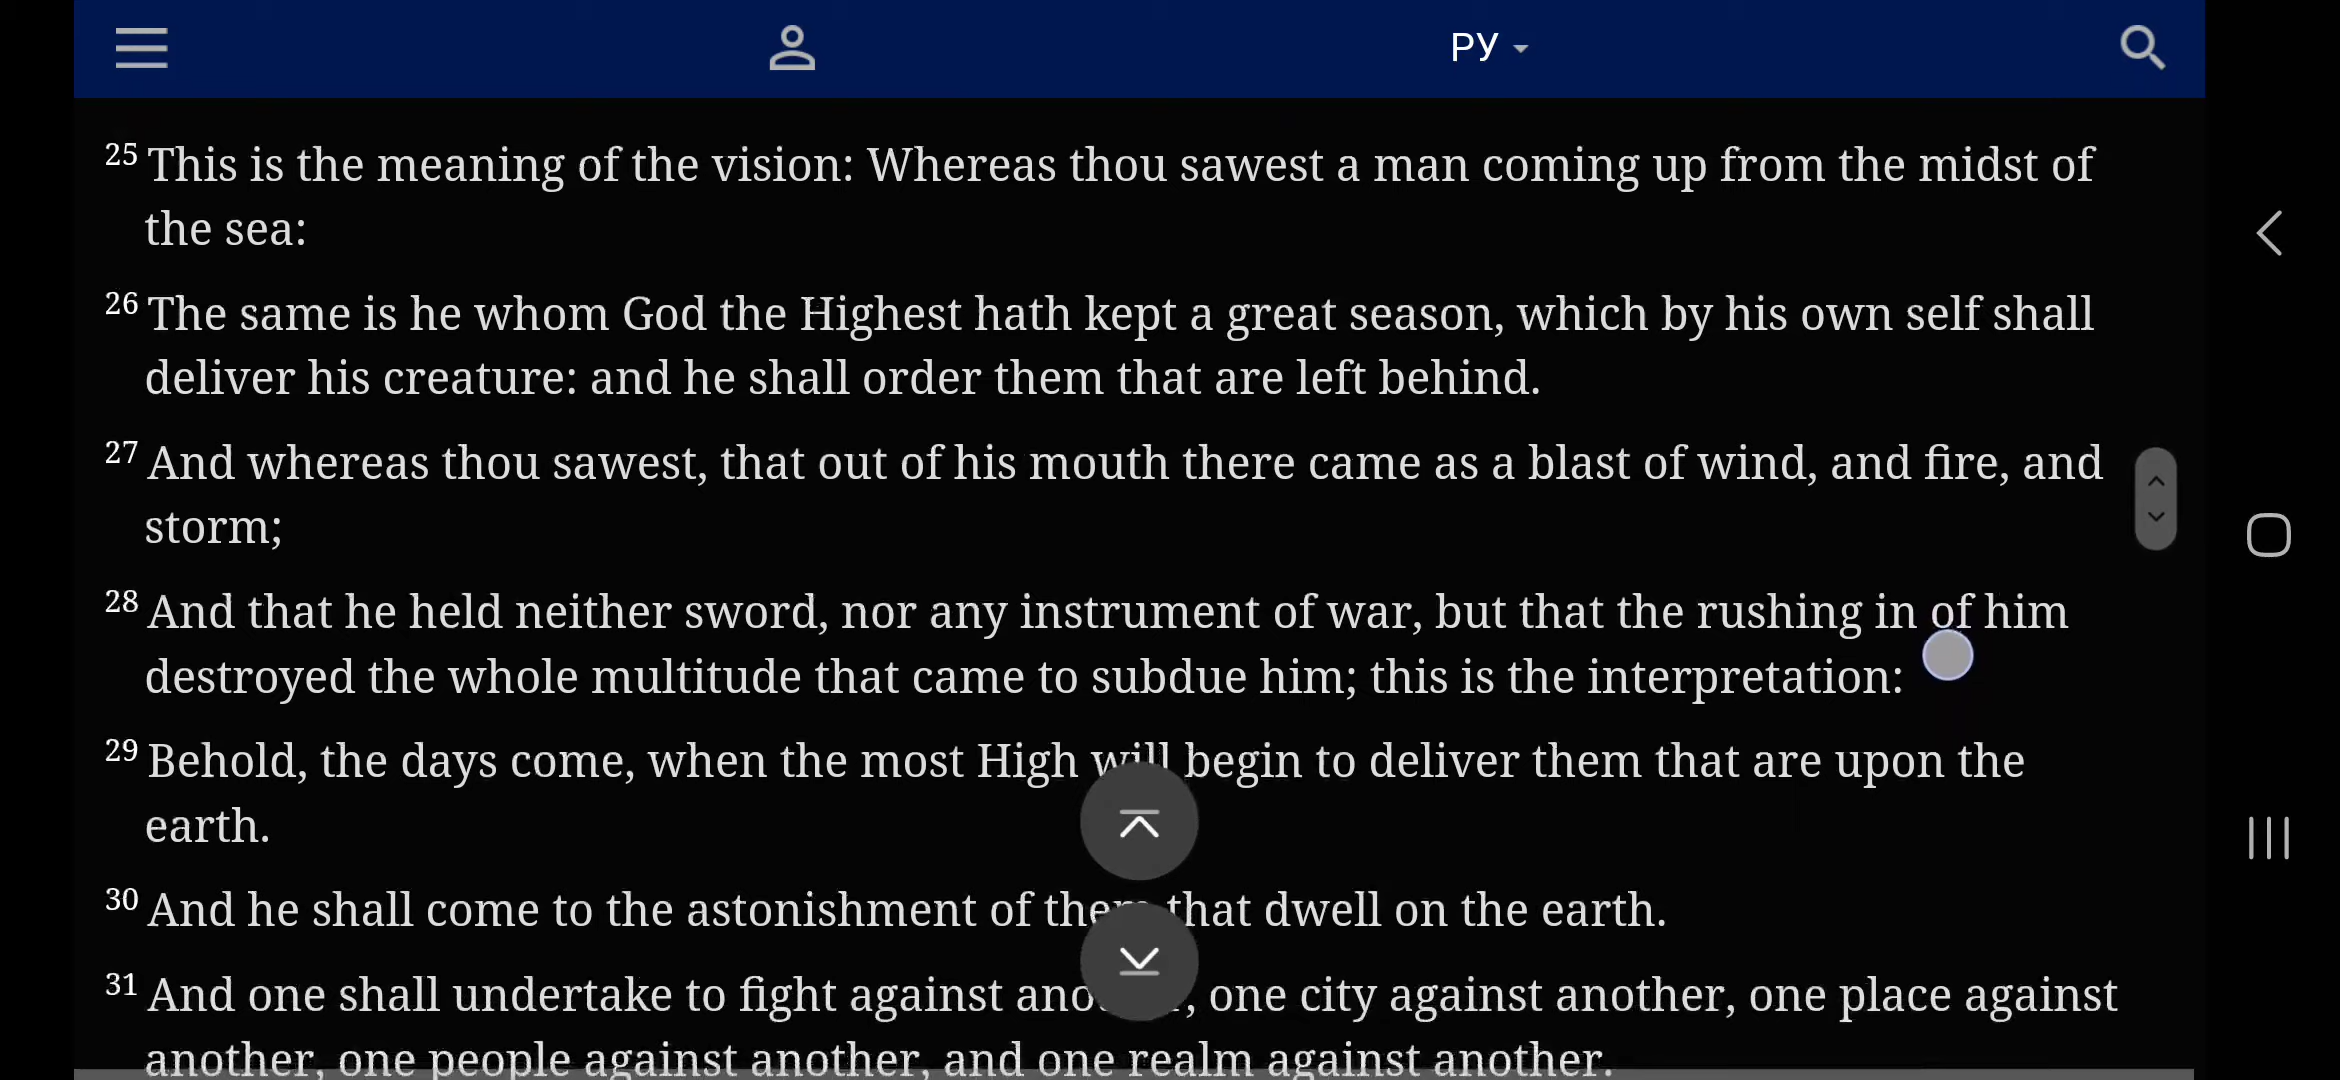 РУ
25 This is the meaning of the vision: Whereas thou sawest a man coming up from the midst of
the sea:
26 The same is he whom God the Highest hath kept a great season, which by his own self shall
deliver his creature: and he shall order them that are left behind.
27 And whereas thou sawest, that out of his mouth there came as a blast of wind, and fire, and
storm;
28 And that he held neither sword, nor any instrument of war, but that the rushing in of him
destroyed the whole multitude that came to subdue him; this is the interpretation:
29 Behold, the days come, when the most High will begin to deliver them that are upon the
earth.
30 And he shall come to the astonishment of them that dwell on the earth.
31 And one shall undertake to fight against , one city against another, one place against
another, one people against another, and one realm against another.